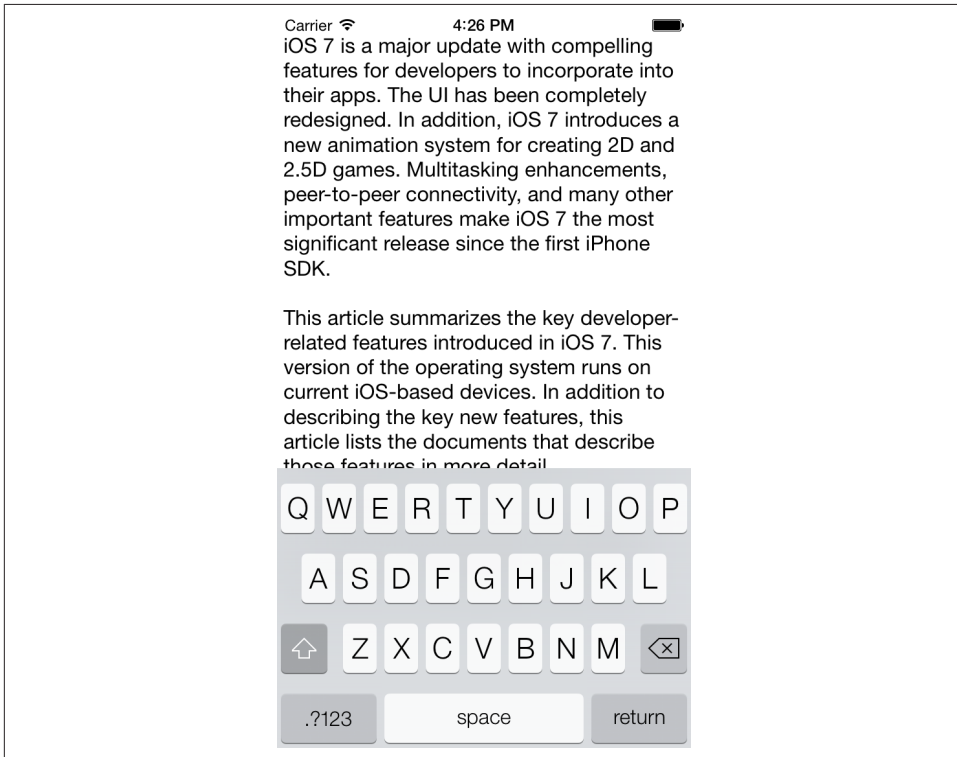 Carrier 4:26 PM
iOS 7 is a major update with compelling
features for developers to incorporate into
their apps. The UI has been completely
redesigned. In addition, iOS 7 introduces a
new animation system for creating 2D and
2.5D games. Multitasking enhancements,
peer-to-peer connectivity, and many other
important features make iOS 7 the most
significant release since the first iPhone
SDK.
This article summarizes the key developer-
related features introduced in iOS 7. This
version of the operating system runs on
current iOS-based devices. In addition to
describing the key new features, this
article lists the documents that describe
those features in more detail
Q W E R T Y U I O P
A S D F G H J K L
Z X C V B N M
.?123 space return